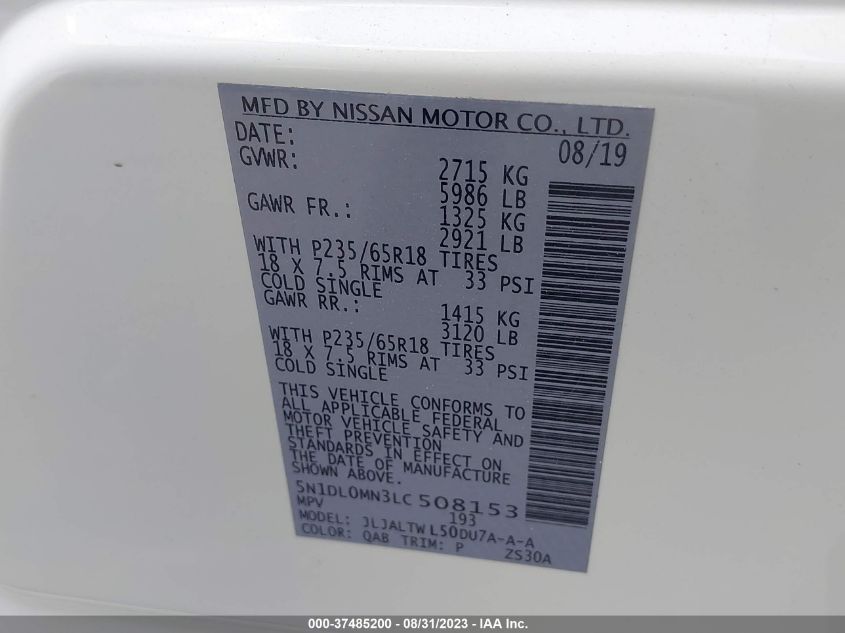 MFD BY NISSAN MOTOR CO., LTD.
DATE: 08/19
GVWR: 2715 KG
5986 LB
GAWR FR.: 1325 KG
2921 LB
WITH P235/65R18 TIRES
18 X 7.5 RIMS AT 33 PSI
COLD SINGLE
GAWR RR.: 1415 KG
3120 LB
WITH P235/65R18 TIRES
18 X 7.5 RIMS AT 33 PSI
COLD SINGLE
THIS VEHICLE CONFORMS TO
ALL APPLICABLE FEDERAL
MOTOR VEHICLE SAFETY AND
THEFT PREVENTION
STANDARDS IN EFFECT ON
THE DATE OF MANUFACTURE
SHOWN ABOVE.
5N1DL0MN3LC508153
MPV 193
MODEL: JLJALTWL50DU7A-A-A
COLOR: QAB TRIM: P ZS30A
000-37485200 - 08/31/2023 - IAA Inc.